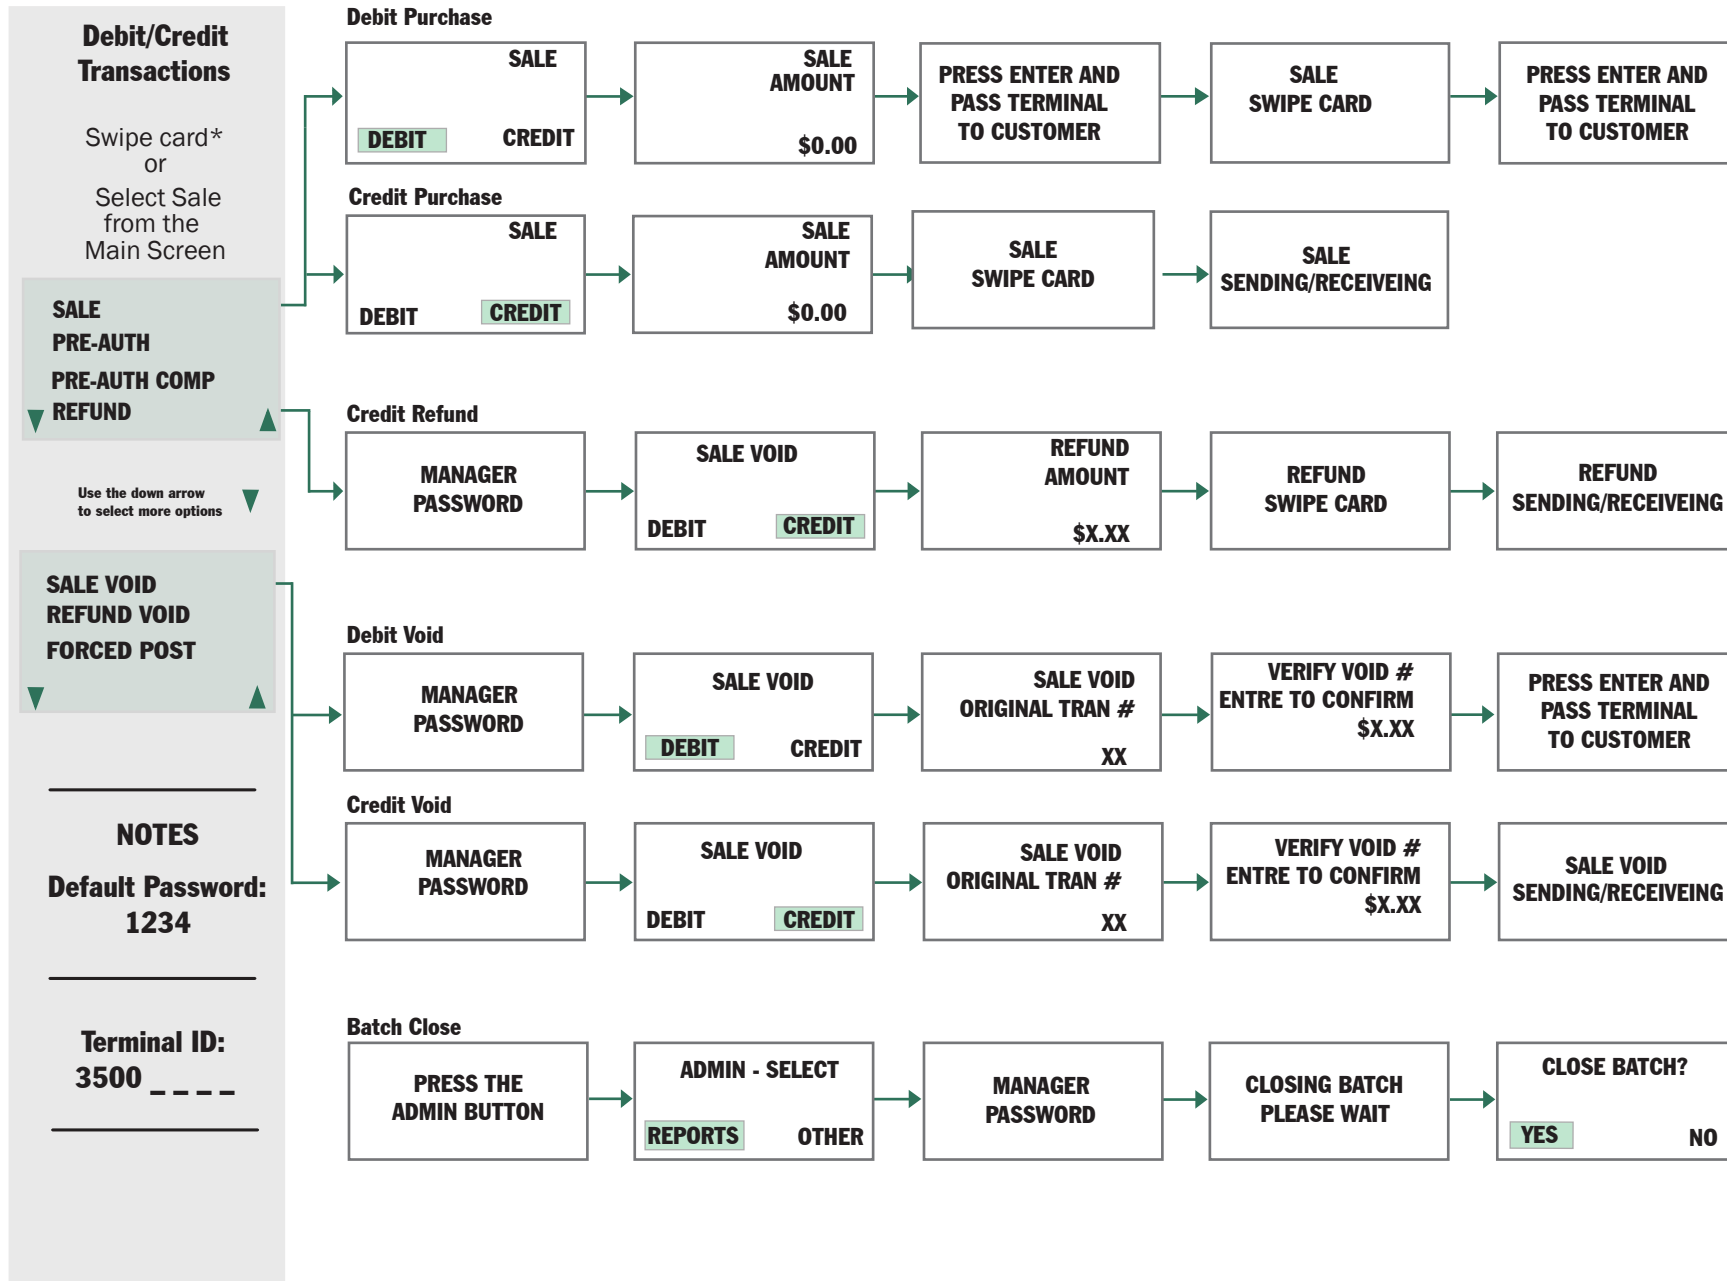 Debit/Credit
Transactions
Swipe card*
or
Select Sale
from the
Main Screen
SALE
PRE-AUTH
PRE-AUTH COMP
REFUND
Use the down arrow
to select more options
SALE VOID
REFUND VOID
FORCED POST
NOTES
Default Password:
1234
Terminal ID:
3500 _ _ _ _
Debit Purchase
SALE
DEBIT CREDIT
SALE
AMOUNT
$0.00
PRESS ENTER AND
PASS TERMINAL
TO CUSTOMER
SALE
SWIPE CARD
PRESS ENTER AND
PASS TERMINAL
TO CUSTOMER
Credit Purchase
SALE
DEBIT CREDIT
SALE
AMOUNT
$0.00
SALE
SWIPE CARD
SALE
SENDING/RECEIVEING
Credit Refund
MANAGER
PASSWORD
SALE VOID
DEBIT CREDIT
REFUND
AMOUNT
$X.XX
REFUND
SWIPE CARD
REFUND
SENDING/RECEIVEING
Debit Void
MANAGER
PASSWORD
SALE VOID
DEBIT CREDIT
SALE VOID
ORIGINAL TRAN #
XX
VERIFY VOID #
ENTRE TO CONFIRM
$X.XX
PRESS ENTER AND
PASS TERMINAL
TO CUSTOMER
Credit Void
MANAGER
PASSWORD
SALE VOID
DEBIT CREDIT
SALE VOID
ORIGINAL TRAN #
XX
VERIFY VOID #
ENTRE TO CONFIRM
$X.XX
SALE VOID
SENDING/RECEIVEING
Batch Close
PRESS THE
ADMIN BUTTON
ADMIN - SELECT
REPORTS OTHER
MANAGER
PASSWORD
CLOSING BATCH
PLEASE WAIT
CLOSE BATCH?
YES NO